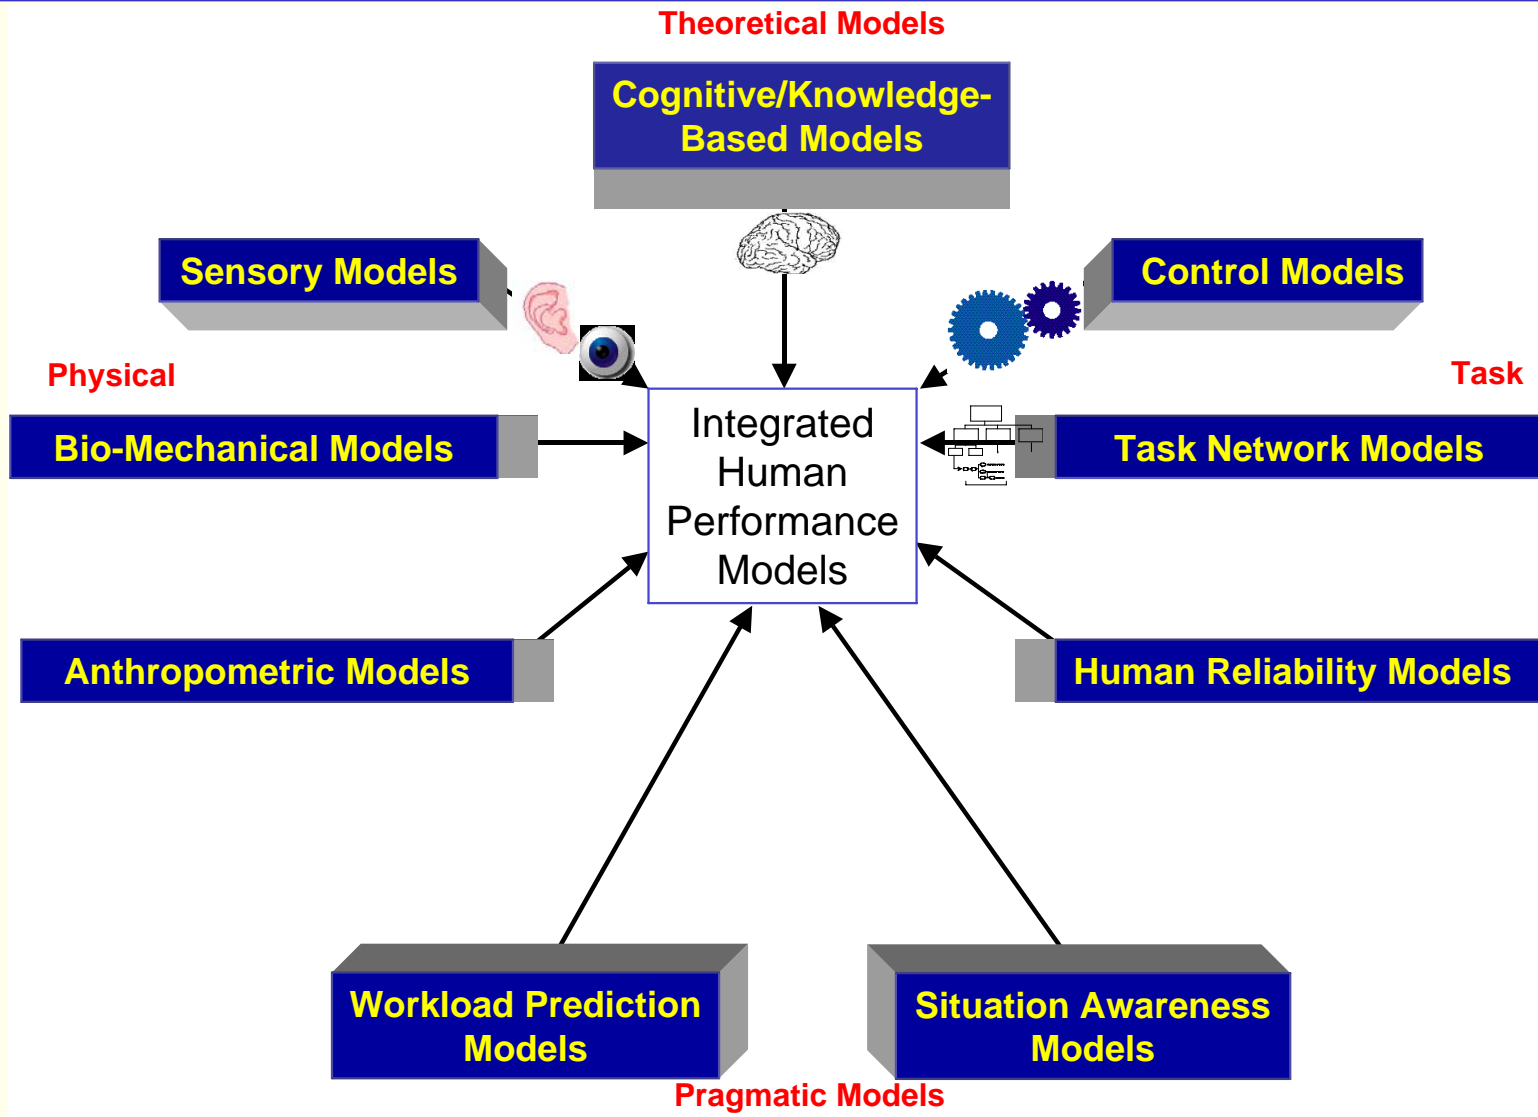 Theoretical Models
Cognitive/Knowledge-
Based Models
Sensory Models
Control Models
Physical
Task
Bio-Mechanical Models
Integrated
Human
Performance
Models
Task Network Models
Anthropometric Models
Human Reliability Models
Workload Prediction
Models
Situation Awareness
Models
Pragmatic Models